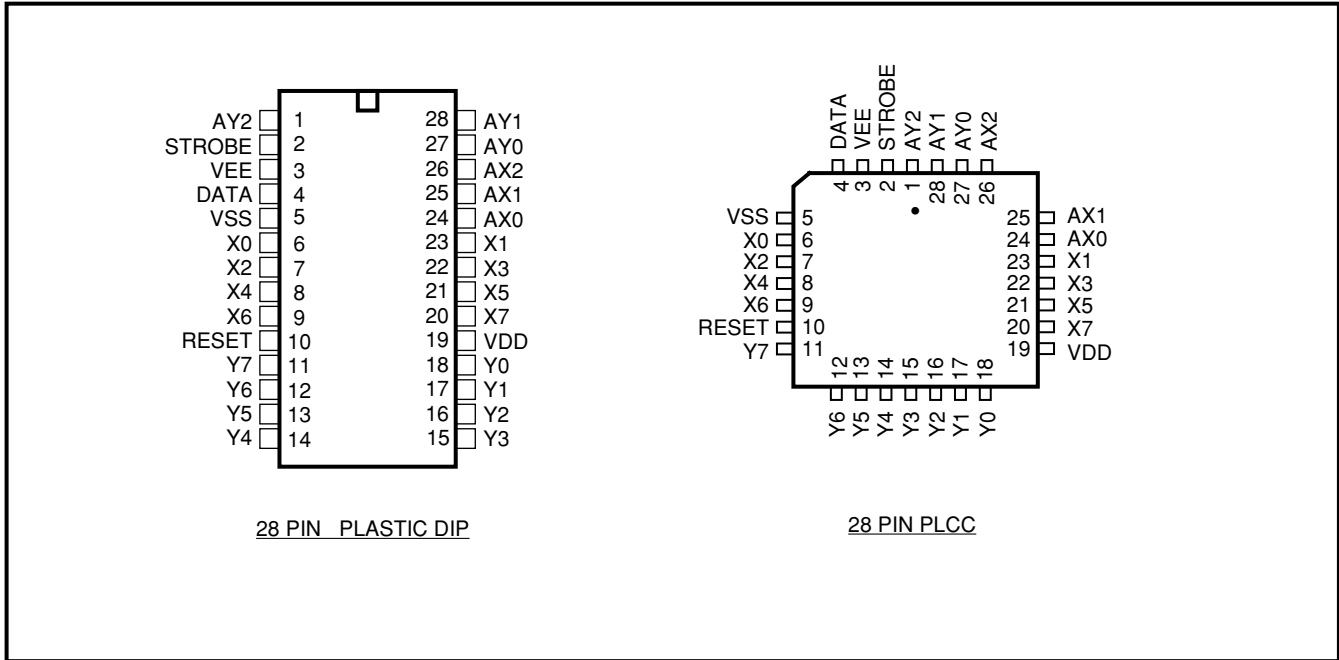 AY2 1 28 AY1
STROBE 2 27 AY0
VEE 3 26 AX2
DATA 4 25 AX1
VSS 5 24 AX0
X0 6 23 X1
X2 7 22 X3
X4 8 21 X5
X6 9 20 X7
RESET 10 19 VDD
Y7 11 18 Y0
Y6 12 17 Y1
Y5 13 16 Y2
Y4 14 15 Y3
28 PIN PLASTIC DIP
DATA VEE STROBE AY2 AY1 AY0 AX2
4 3 2 1 28 27 26
VSS 5 25 AX1
X0 6 24 AX0
X2 7 23 X1
X4 8 22 X3
X6 9 21 X5
RESET 10 20 X7
Y7 11 19 VDD
12 13 14 15 16 17 18
Y6 Y5 Y4 Y3 Y2 Y1 Y0
28 PIN PLCC